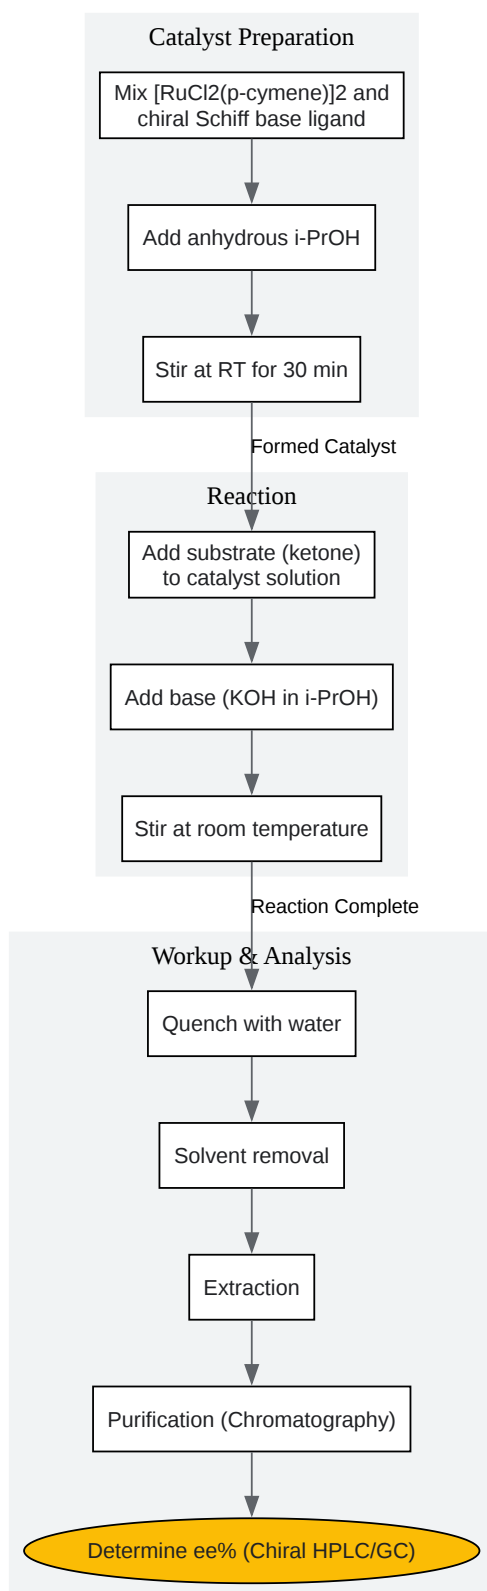 Catalyst Preparation
Mix [RuCl2(p-cymene)]2 and
chiral Schiff base ligand
Add anhydrous i-PrOH
Stir at RT for 30 min
Formed Catalyst
Reaction
Add substrate (ketone)
to catalyst solution
Add base (KOH in i-PrOH)
Stir at room temperature
Reaction Complete
Workup & Analysis
Quench with water
Solvent removal
Extraction
Purification (Chromatography)
Determine ee% (Chiral HPLC/GC)